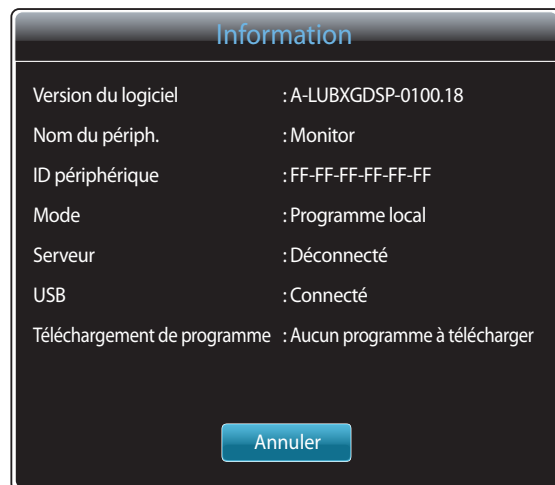 Information
Version du logiciel : A-LUBXGDSP-0100.18
Nom du périph. : Monitor
ID périphérique : FF-FF-FF-FF-FF-FF
Mode : Programme local
Serveur : Déconnecté
USB : Connecté
Téléchargement de programme : Aucun programme à télécharger
Annuler